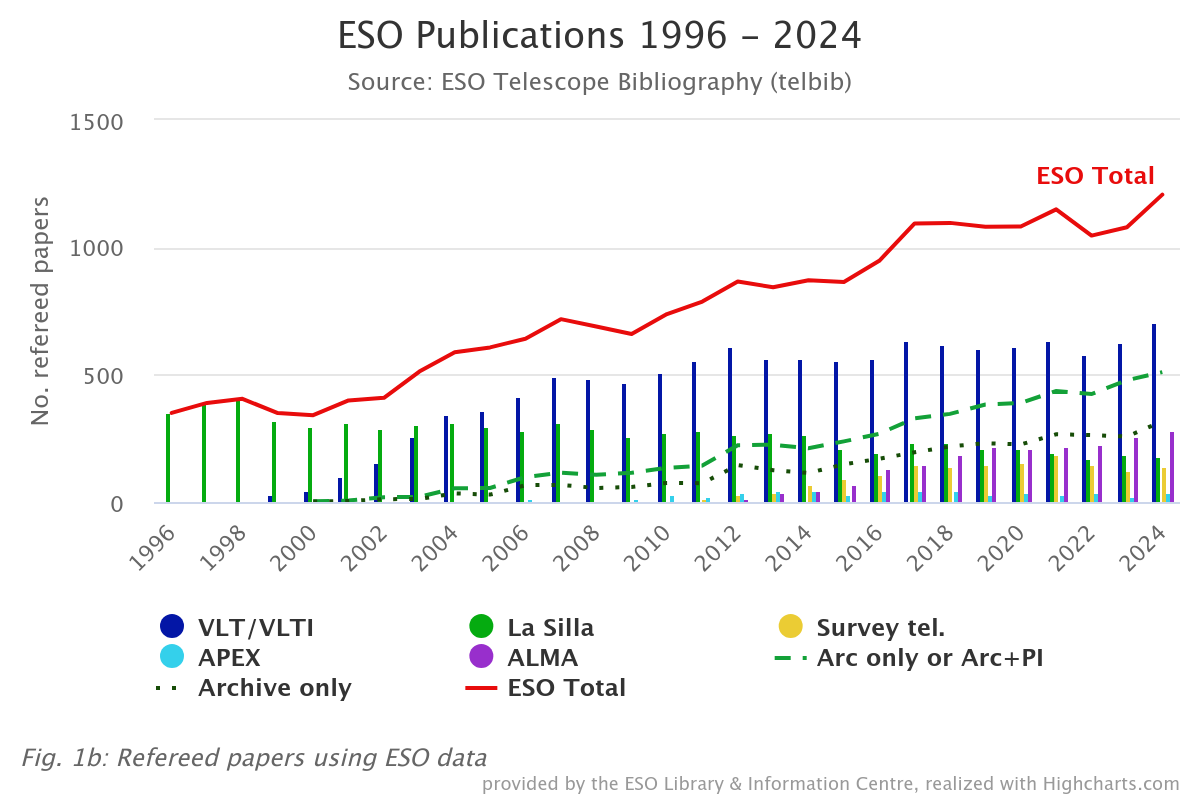 ESO Publications 1996 – 2024
Source: ESO Telescope Bibliography (telbib)
No. refereed papers
1500
1000
500
0
ESO Total
1996 1998 2000 2002 2004 2006 2008 2010 2012 2014 2016 2018 2020 2022 2024
VLT/VLTI La Silla Survey tel.
APEX ALMA Arc only or Arc+PI
Archive only ESO Total
Fig. 1b: Refereed papers using ESO data
provided by the ESO Library & Information Centre, realized with Highcharts.com